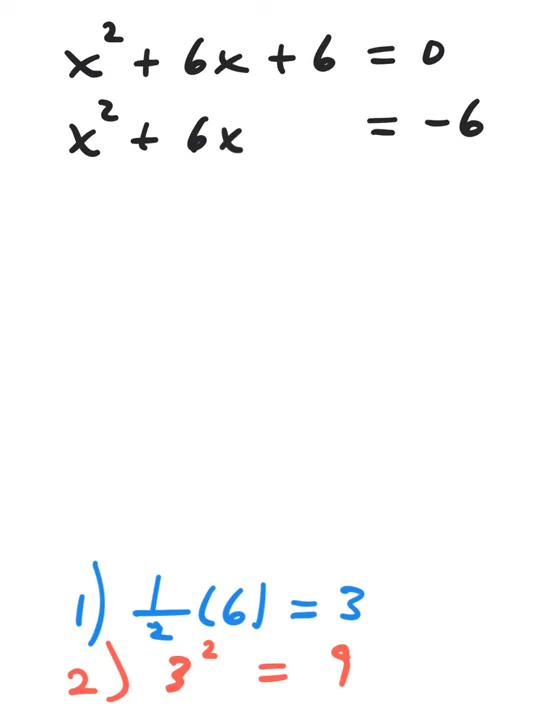 x² + 6x + 6 = 0
x² + 6x = -6
1) 1/2 (6) = 3
2) 3² = 9